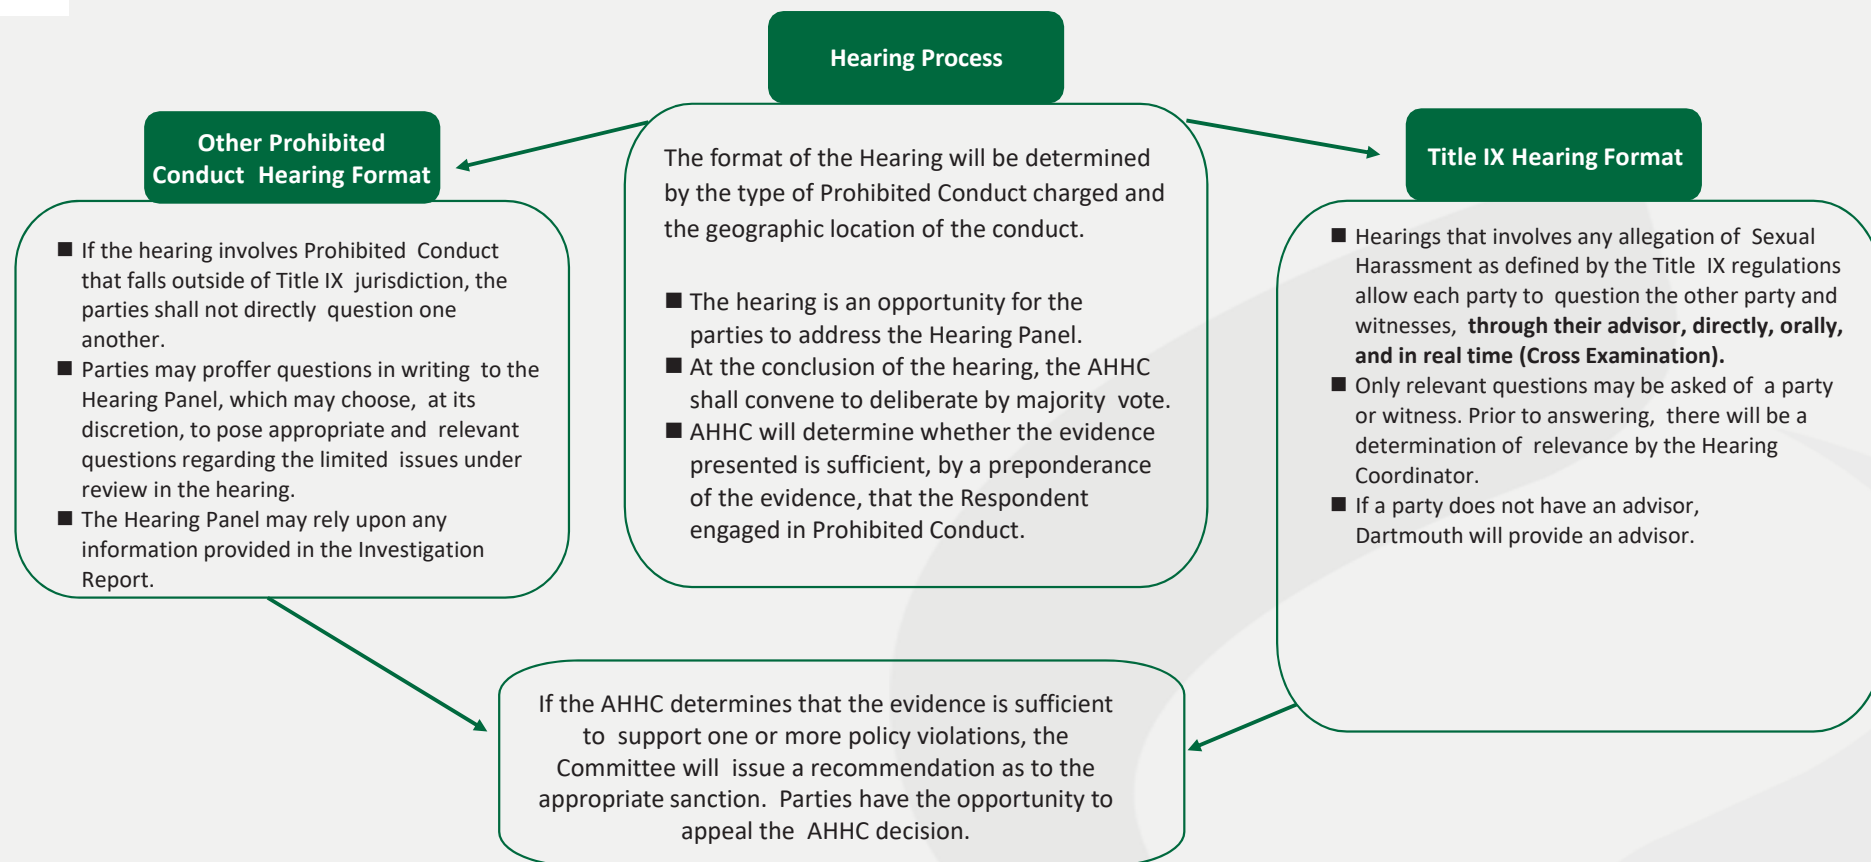 Hearing Process
Other Prohibited
Conduct Hearing Format
■ If the hearing involves Prohibited Conduct
that falls outside of Title IX jurisdiction, the
parties shall not directly question one
another.
■ Parties may proffer questions in writing to the
Hearing Panel, which may choose, at its
discretion, to pose appropriate and relevant
questions regarding the limited issues under
review in the hearing.
■ The Hearing Panel may rely upon any
information provided in the Investigation
Report.
The format of the Hearing will be determined
by the type of Prohibited Conduct charged and
the geographic location of the conduct.
■ The hearing is an opportunity for the
parties to address the Hearing Panel.
■ At the conclusion of the hearing, the AHHC
shall convene to deliberate by majority vote.
■ AHHC will determine whether the evidence
presented is sufficient, by a preponderance
of the evidence, that the Respondent
engaged in Prohibited Conduct.
Title IX Hearing Format
■ Hearings that involves any allegation of Sexual
Harassment as defined by the Title IX regulations
allow each party to question the other party and
witnesses, through their advisor, directly, orally,
and in real time (Cross Examination).
■ Only relevant questions may be asked of a party
or witness. Prior to answering, there will be a
determination of relevance by the Hearing
Coordinator.
■ If a party does not have an advisor,
Dartmouth will provide an advisor.
If the AHHC determines that the evidence is sufficient
to support one or more policy violations, the
Committee will issue a recommendation as to the
appropriate sanction. Parties have the opportunity to
appeal the AHHC decision.